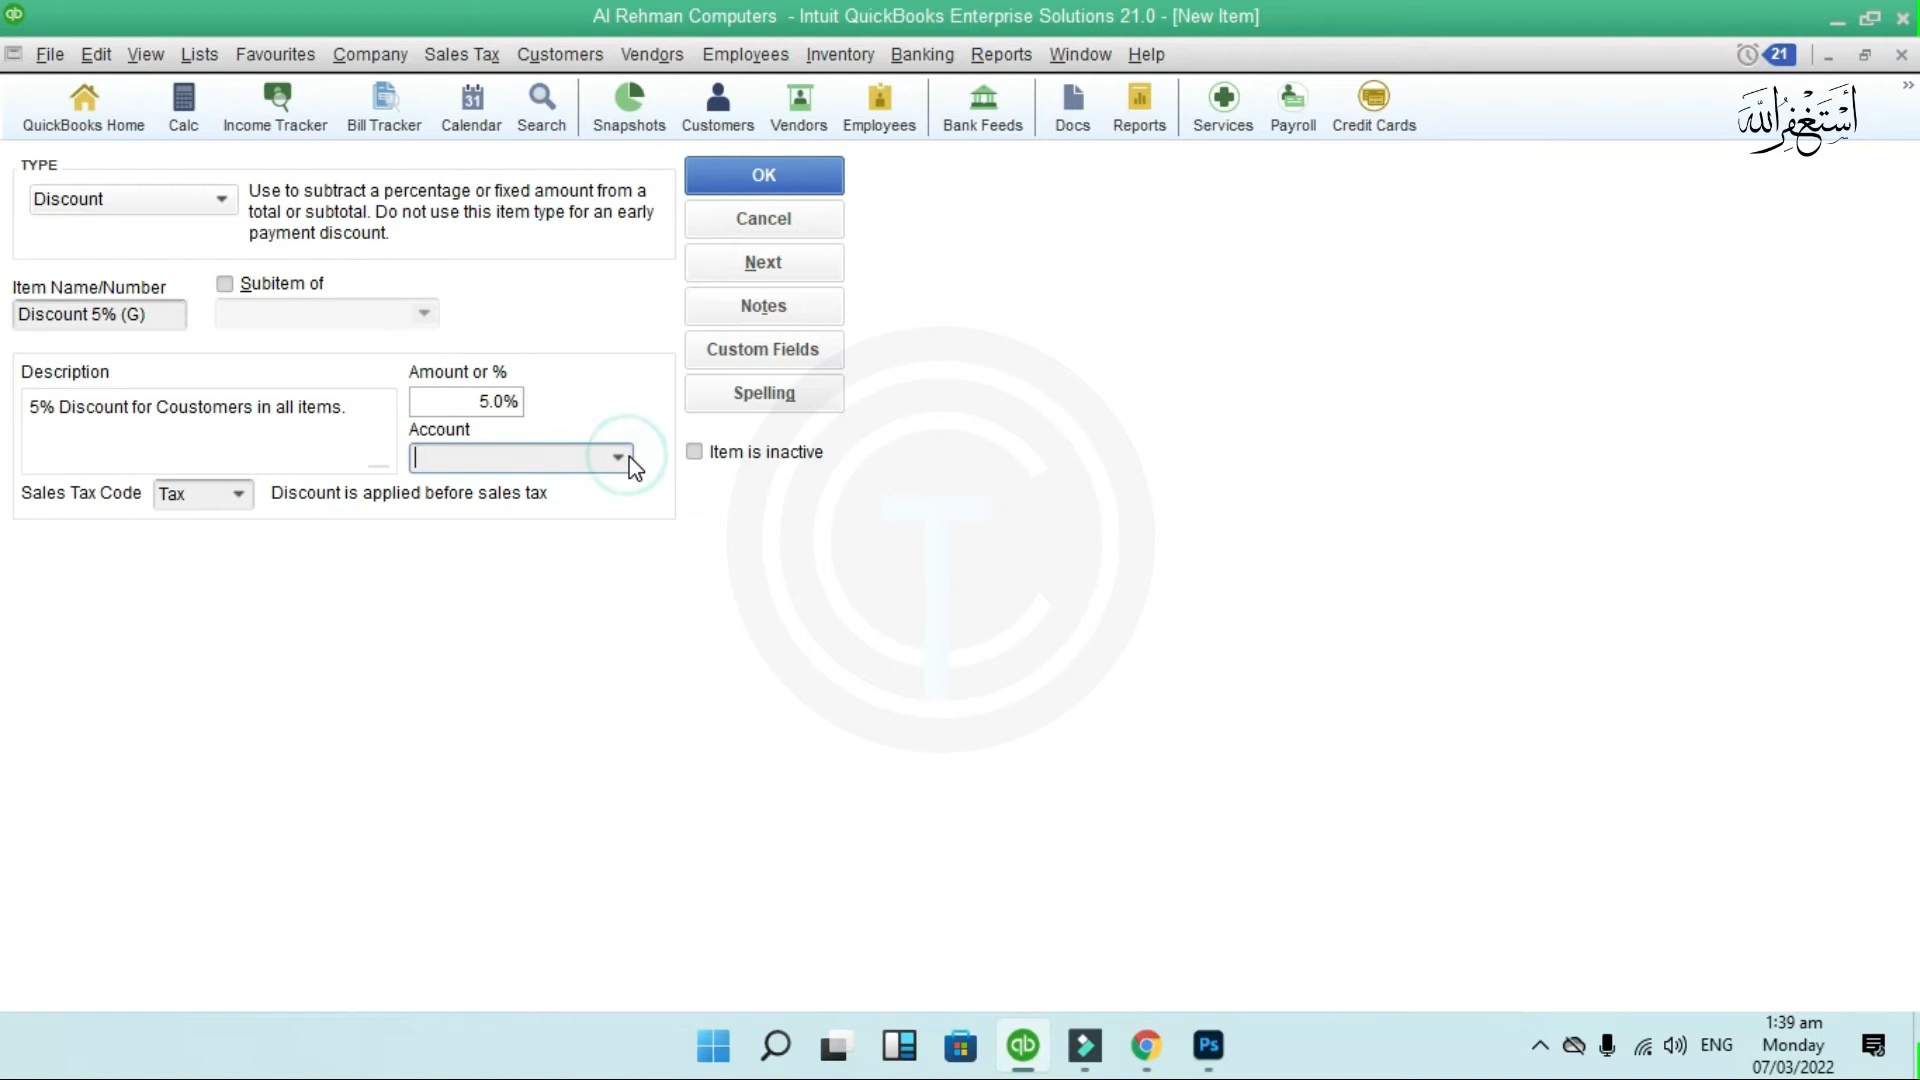 Al Rehman Computers - Intuit QuickBooks Enterprise Solutions 21.0 - [New Item]
File Edit View Lists Favourites Company Sales Tax Customers Vendors Employees Inventory Banking Reports Window Help 21
QuickBooks Home Calc Income Tracker Bill Tracker Calendar Search Snapshots Customers Vendors Employees Bank Feeds Docs Reports Services Payroll Credit Cards
أستغفر الله
TYPE
Discount
Use to subtract a percentage or fixed amount from a
total or subtotal. Do not use this item type for an early
payment discount.
OK
Cancel
Next
Notes
Custom Fields
Spelling
Item is inactive
Item Name/Number
Subitem of
Discount 5% (G)
Description
Amount or %
5% Discount for Coustomers in all items.
5.0%
Account
Sales Tax Code Tax Discount is applied before sales tax
ENG
1:39 am
Monday
07/03/2022